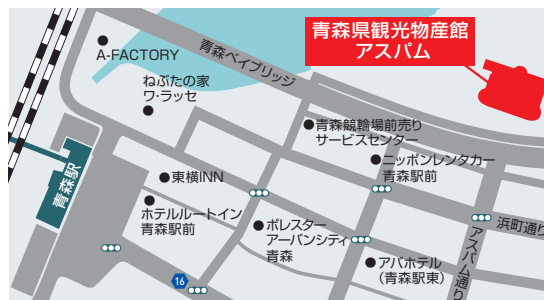 青森県観光物産館
アスパム
A-FACTORY
青森ベイブリッジ
ねぶたの家
ワ・ラッセ
青森競輪場前売り
サービスセンター
ニッポンレンタカー
青森駅前
青森駅
東横INN
ホテルルートイン
青森駅前
ポレスター
アーバンシティ
青森
浜町通り
アパホテル
(青森駅東)
アスパム通り
16